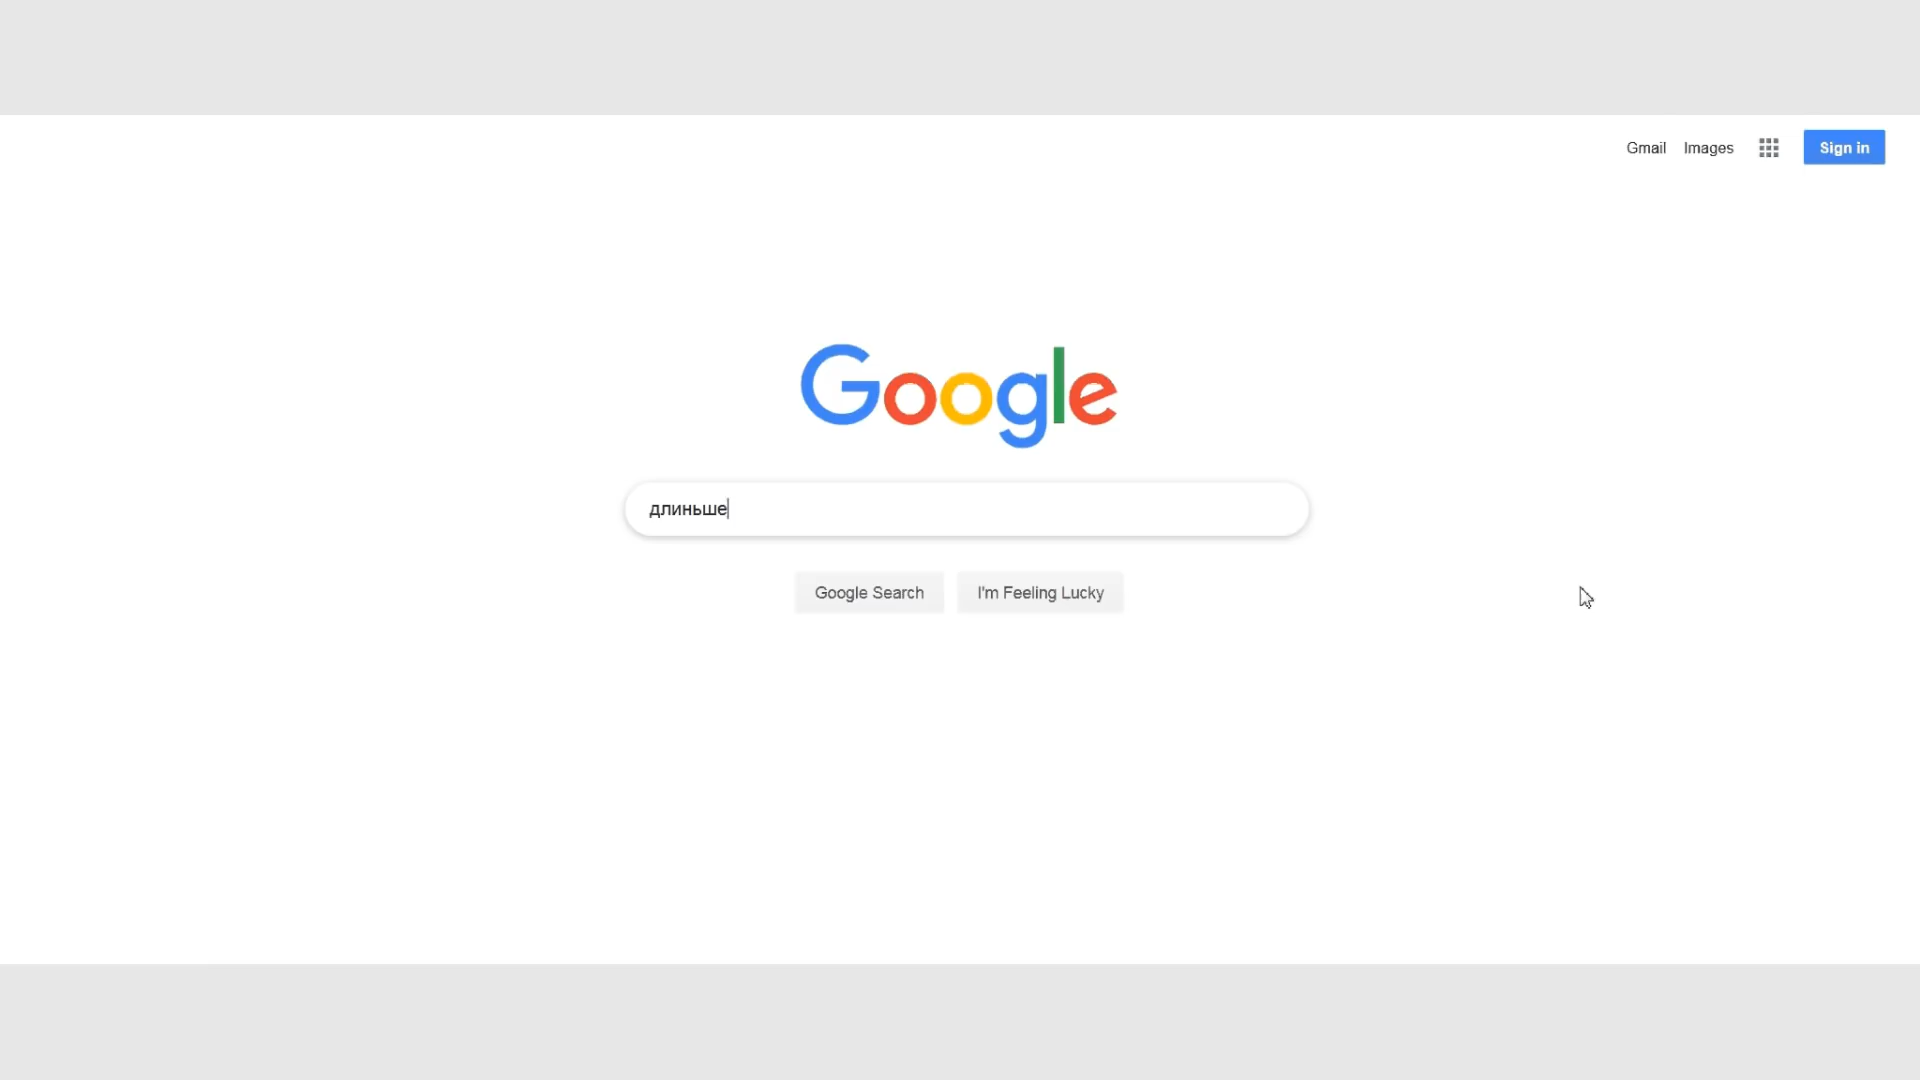 Gmail Images Sign in
Google
длиньше
Google Search I'm Feeling Lucky